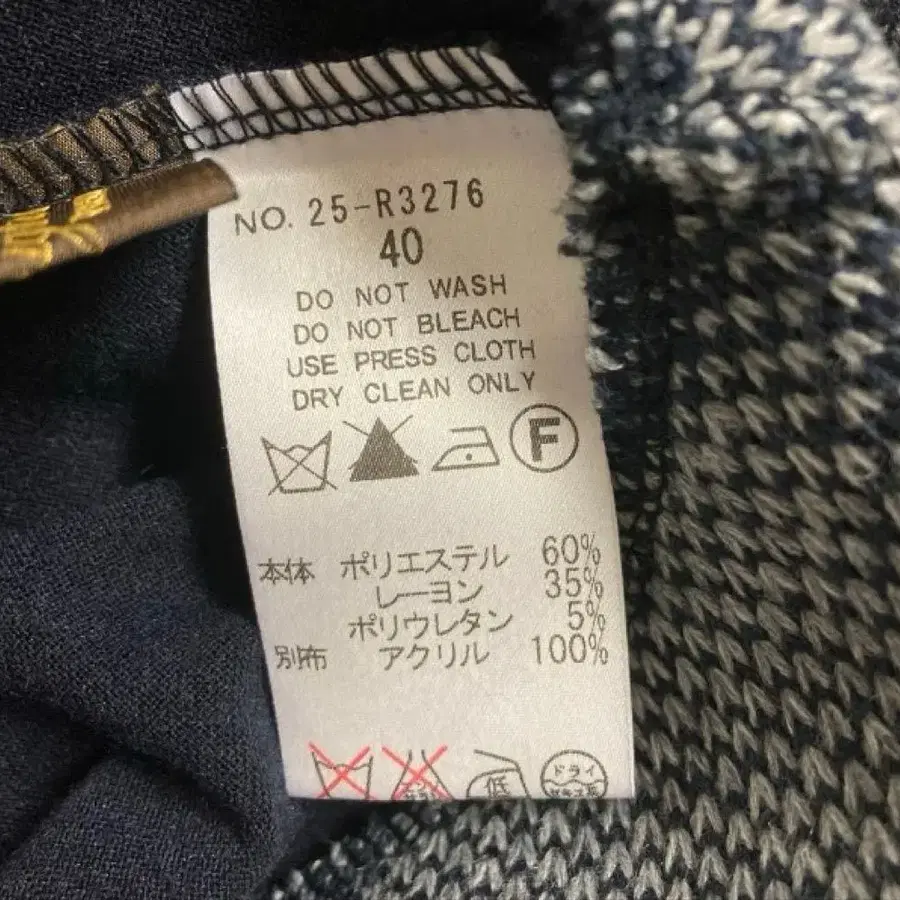 NO. 25-R3276
40
DO NOT WASH
DO NOT BLEACH
USE PRESS CLOTH
DRY CLEAN ONLY
F
本体 ポリエステル 60%
レーヨン 35%
ポリウレタン 5%
別布 アクリル 100%
低 ドライ